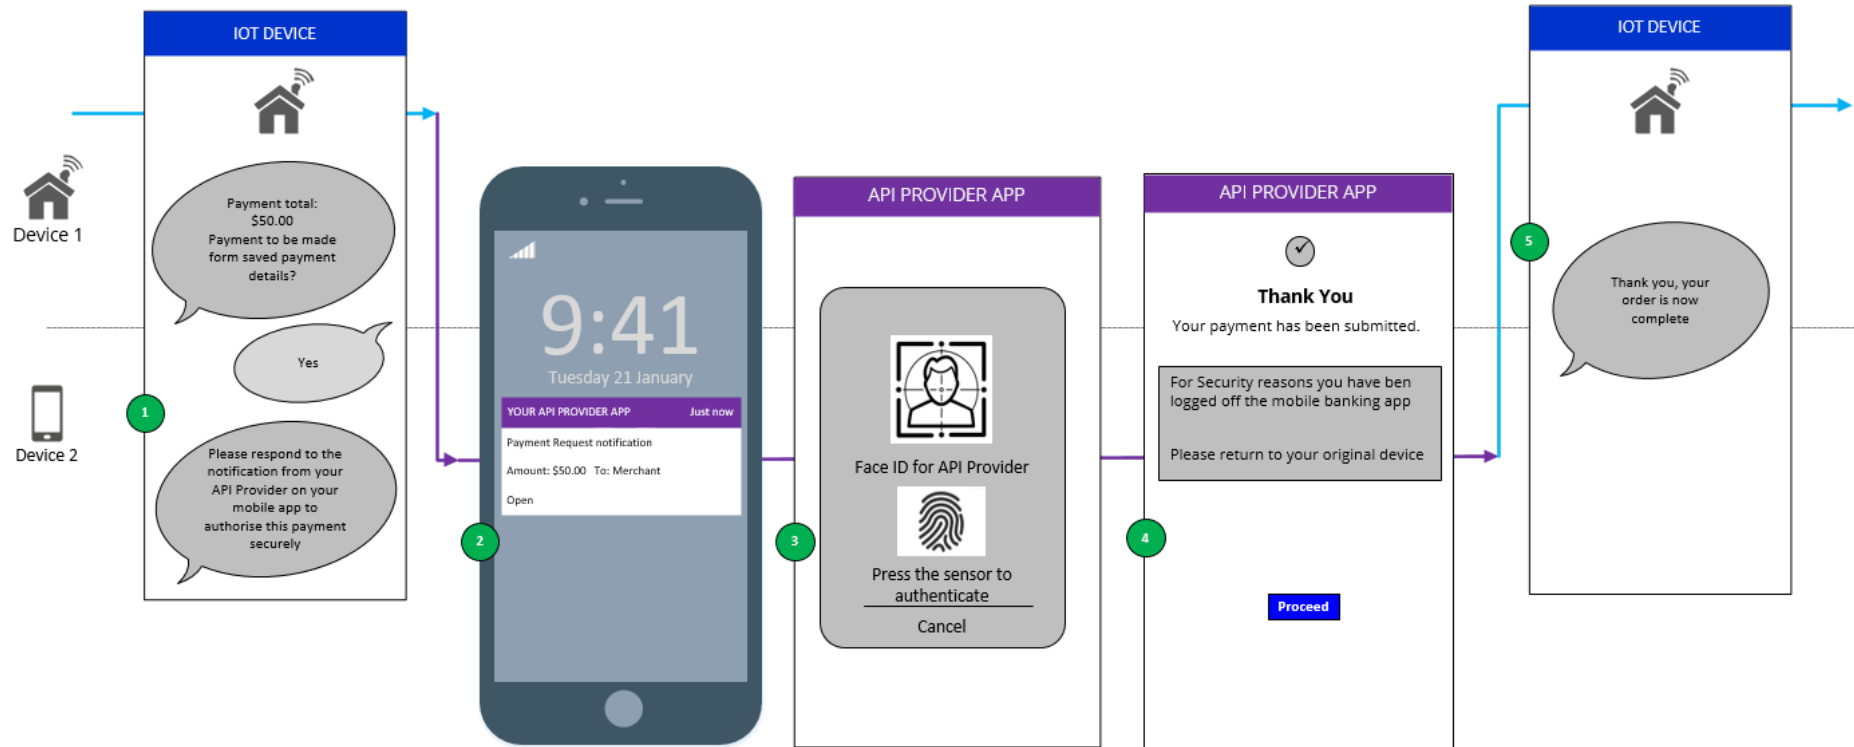 Device 1
Device 2
IOT DEVICE
Payment total:
$50.00
Payment to be made
form saved payment
details?
Yes
1
Please respond to the
notification from your
API Provider on your
mobile app to
authorise this payment
securely
9:41
Tuesday 21 January
YOUR API PROVIDER APP Just now
Payment Request notification
Amount: $50.00 To: Merchant
Open
2
API PROVIDER APP
Face ID for API Provider
Press the sensor to
authenticate
Cancel
3
API PROVIDER APP
Thank You
Your payment has been submitted.
For Security reasons you have ben
logged off the mobile banking app
Please return to your original device
4
Proceed
IOT DEVICE
5
Thank you, your
order is now
complete